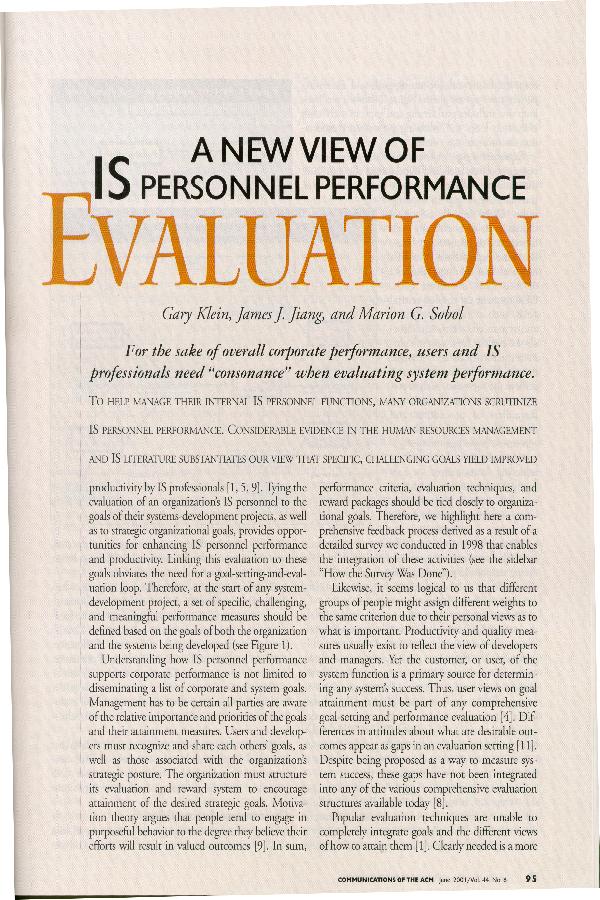 A NEW VIEW OF
IS PERSONNEL PERFORMANCE
EVALUATION
Gary Klein, James J. Jiang, and Marion G. Sobol
For the sake of overall corporate performance, users and IS
professionals need "consonance" when evaluating system performance.
TO HELP MANAGE THEIR INTERNAL IS PERSONNEL FUNCTIONS, MANY ORGANIZATIONS SCRUTINIZE
IS PERSONNEL PERFORMANCE. CONSIDERABLE EVIDENCE IN THE HUMAN RESOURCES MANAGEMENT
AND IS LITERATURE SUBSTANTIATES OUR VIEW THAT SPECIFIC, CHALLENGING GOALS YIELD IMPROVED
productivity by IS professionals [1, 5, 9]. Tying the
evaluation of an organization's IS personnel to the
goals of their systems-development projects, as well
as to strategic organizational goals, provides oppor-
tunities for enhancing IS personnel performance
and productivity. Linking this evaluation to these
goals obviates the need for a goal-setting-and-eval-
uation loop. Therefore, at the start of any system-
development project, a set of specific, challenging,
and meaningful performance measures should be
defined based on the goals of both the organization
and the systems being developed (see Figure 1).
Understanding how IS personnel performance
supports corporate performance is not limited to
disseminating a list of corporate and system goals.
Management has to be certain all parties are aware
of the relative importance and priorities of the goals
and their attainment measures. Users and develop-
ers must recognize and share each others' goals, as
well as those associated with the organization's
strategic posture. The organization must structure
its evaluation and reward system to encourage
attainment of the desired strategic goals. Motiva-
tion theory argues that people tend to engage in
purposeful behavior to the degree they believe their
efforts will result in valued outcomes [9]. In sum,
performance criteria, evaluation techniques, and
reward packages should be tied closely to organiza-
tional goals. Therefore, we highlight here a com-
prehensive feedback process derived as a result of a
detailed survey we conducted in 1998 that enables
the integration of these activities (see the sidebar
"How the Survey Was Done").
Likewise, it seems logical to us that different
groups of people might assign different weights to
the same criterion due to their personal views as to
what is important. Productivity and quality mea-
sures usually exist to reflect the view of developers
and managers. Yet the customer, or user, of the
system function is a primary source for determin-
ing any system's success. Thus, user views on goal
attainment must be part of any comprehensive
goal-setting and performance evaluation [4]. Dif-
ferences in attitudes about what are desirable out-
comes appear as gaps in an evaluation setting [11].
Despite being proposed as a way to measure sys-
tem success, these gaps have not been integrated
into any of the various comprehensive evaluation
structures available today [8].
Popular evaluation techniques are unable to
completely integrate goals and the different views
of how to attain them [1]. Clearly needed is a more
COMMUNICATIONS OF THE ACM June 2001/Vol. 44, No. 6 95